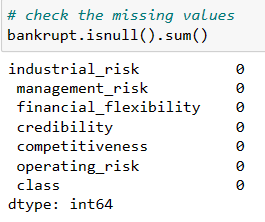 # check the missing values
bankrupt.isnull().sum()
industrial_risk 0
 management_risk 0
 financial_flexibility 0
 credibility 0
 competitiveness 0
 operating_risk 0
 class 0
dtype: int64